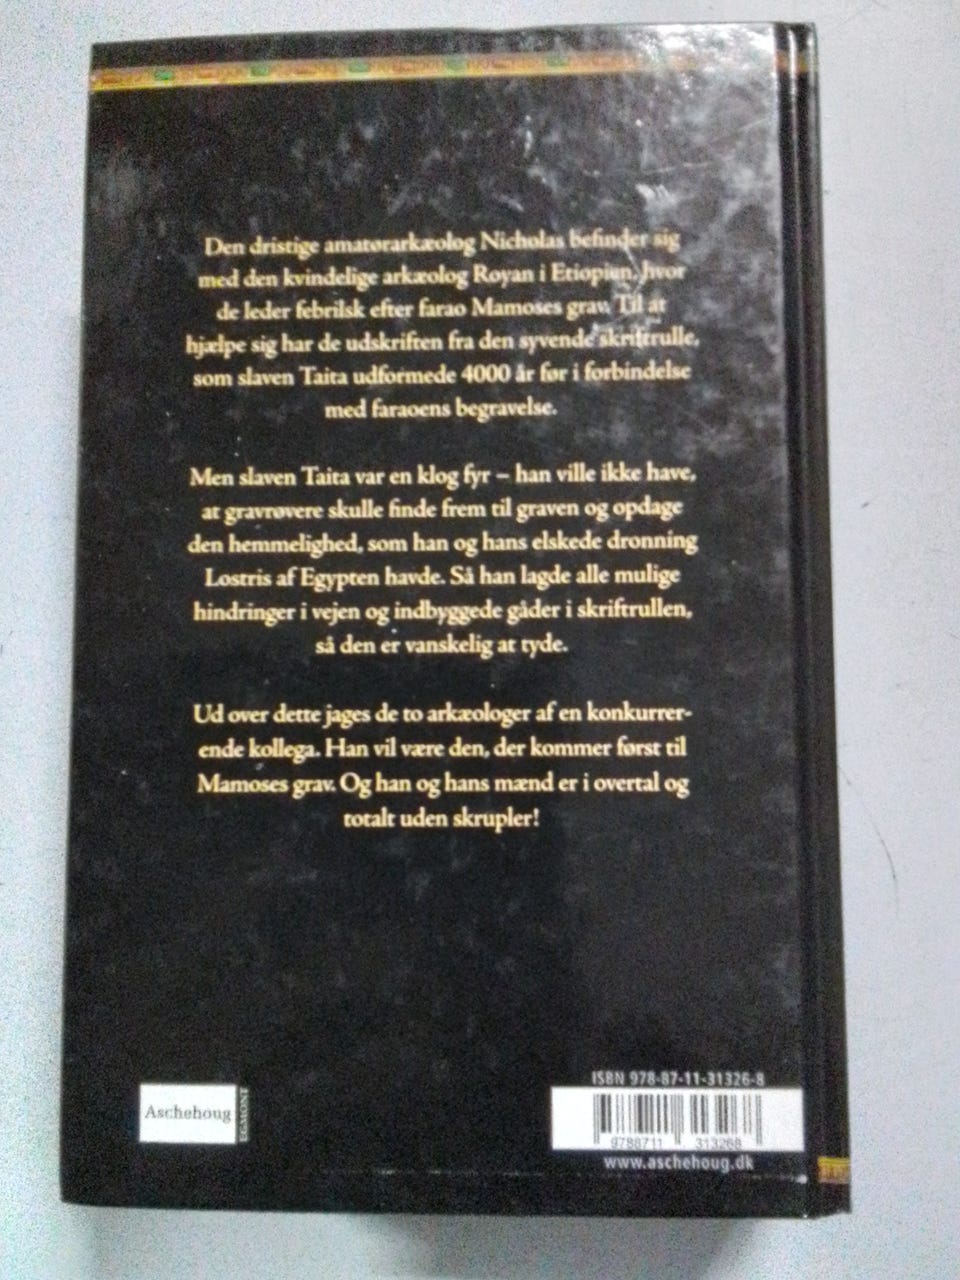 Den dristige amatørarkæolog Nicholas befinder sig
med den kvindelige arkæolog Royan i Etiopien, hvor
de leder febrilsk efter farao Mamoses grav. Til at
hjælpe sig har de udskriften fra den syvende skriftrulle,
som slaven Taita udformede 4000 år før i forbindelse
med faraoens begravelse.
Men slaven Taita var en klog fyr – han ville ikke have,
at gravrøvere skulle finde frem til graven og opdage
den hemmelighed, som han og hans elskede dronning
Lostris af Egypten havde. Så han lagde alle mulige
hindringer i vejen og indbyggede gåder i skriftrullen,
så den er vanskelig at tyde.
Ud over dette jages de to arkæologer af en konkurrer-
ende kollega. Han vil være den, der kommer først til
Mamoses grav. Og han og hans mænd er i overtal og
totalt uden skrupler!
ISBN 978-87-11-31326-8
Aschehoug
EGMONT
9788711 313268
www.aschehoug.dk